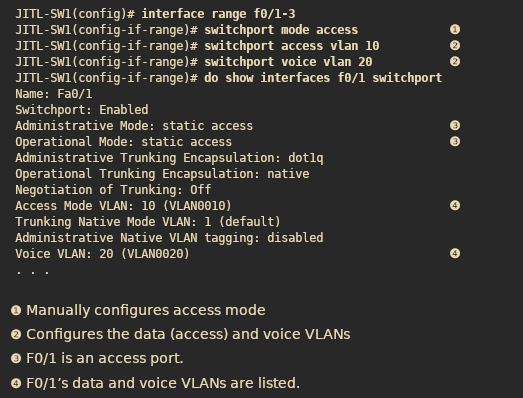 JITL-SW1(config)# interface range f0/1-3
JITL-SW1(config-if-range)# switchport mode access ❶
JITL-SW1(config-if-range)# switchport access vlan 10 ❷
JITL-SW1(config-if-range)# switchport voice vlan 20 ❷
JITL-SW1(config-if-range)# do show interfaces f0/1 switchport
Name: Fa0/1
Switchport: Enabled
Administrative Mode: static access ❸
Operational Mode: static access ❸
Administrative Trunking Encapsulation: dot1q
Operational Trunking Encapsulation: native
Negotiation of Trunking: Off
Access Mode VLAN: 10 (VLAN0010) ❹
Trunking Native Mode VLAN: 1 (default)
Administrative Native VLAN tagging: disabled
Voice VLAN: 20 (VLAN0020) ❹
. . .
❶ Manually configures access mode
❷ Configures the data (access) and voice VLANs
❸ F0/1 is an access port.
❹ F0/1’s data and voice VLANs are listed.